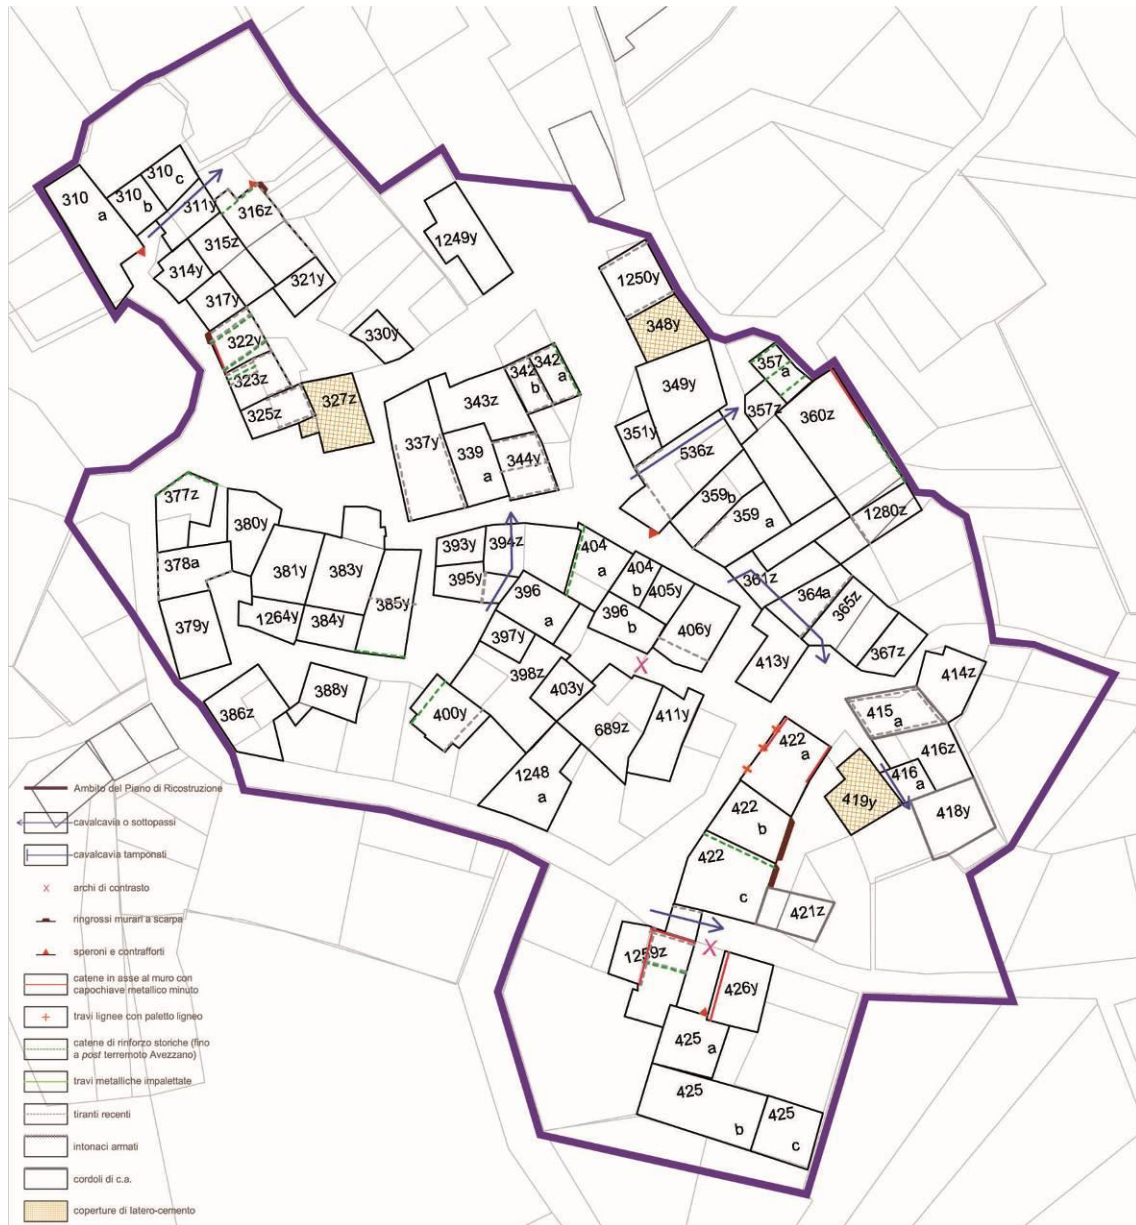 310
a
310
b
310
c
311y
316z
315z
314y
321y
317y
322y
323z
325z
327z
330y
1249y
1250y
348y
349y
351y
536z
357
a
357z
360z
359
b
359
a
1280z
342
b
342
a
343z
337y
339
a
344y
377z
380y
378a
381y
383y
379y
1264y
384y
385y
386z
388y
393y
394z
395y
396
a
404
a
404
b
405y
396
b
406y
397y
398z
403y
400y
689z
411y
1248
a
361z
364a
365z
367z
413y
414z
415
a
416z
416
a
418y
419y
422
a
422
b
422
c
421z
1259z
426y
425
a
425
b
425
c
Ambito del Piano di Ricostruzione
cavalcavia o sottopassi
cavalcavia tamponati
archi di contrasto
ringrossi murari a scarpa
speroni e contrafforti
catene in asse al muro con
capochiave metallico minuto
travi lignee con paletto ligneo
catene di rinforzo storiche (fino
a post terremoto Avezzano)
travi metalliche impalettate
tiranti recenti
intonaci armati
cordoli di c.a.
coperture di latero-cemento